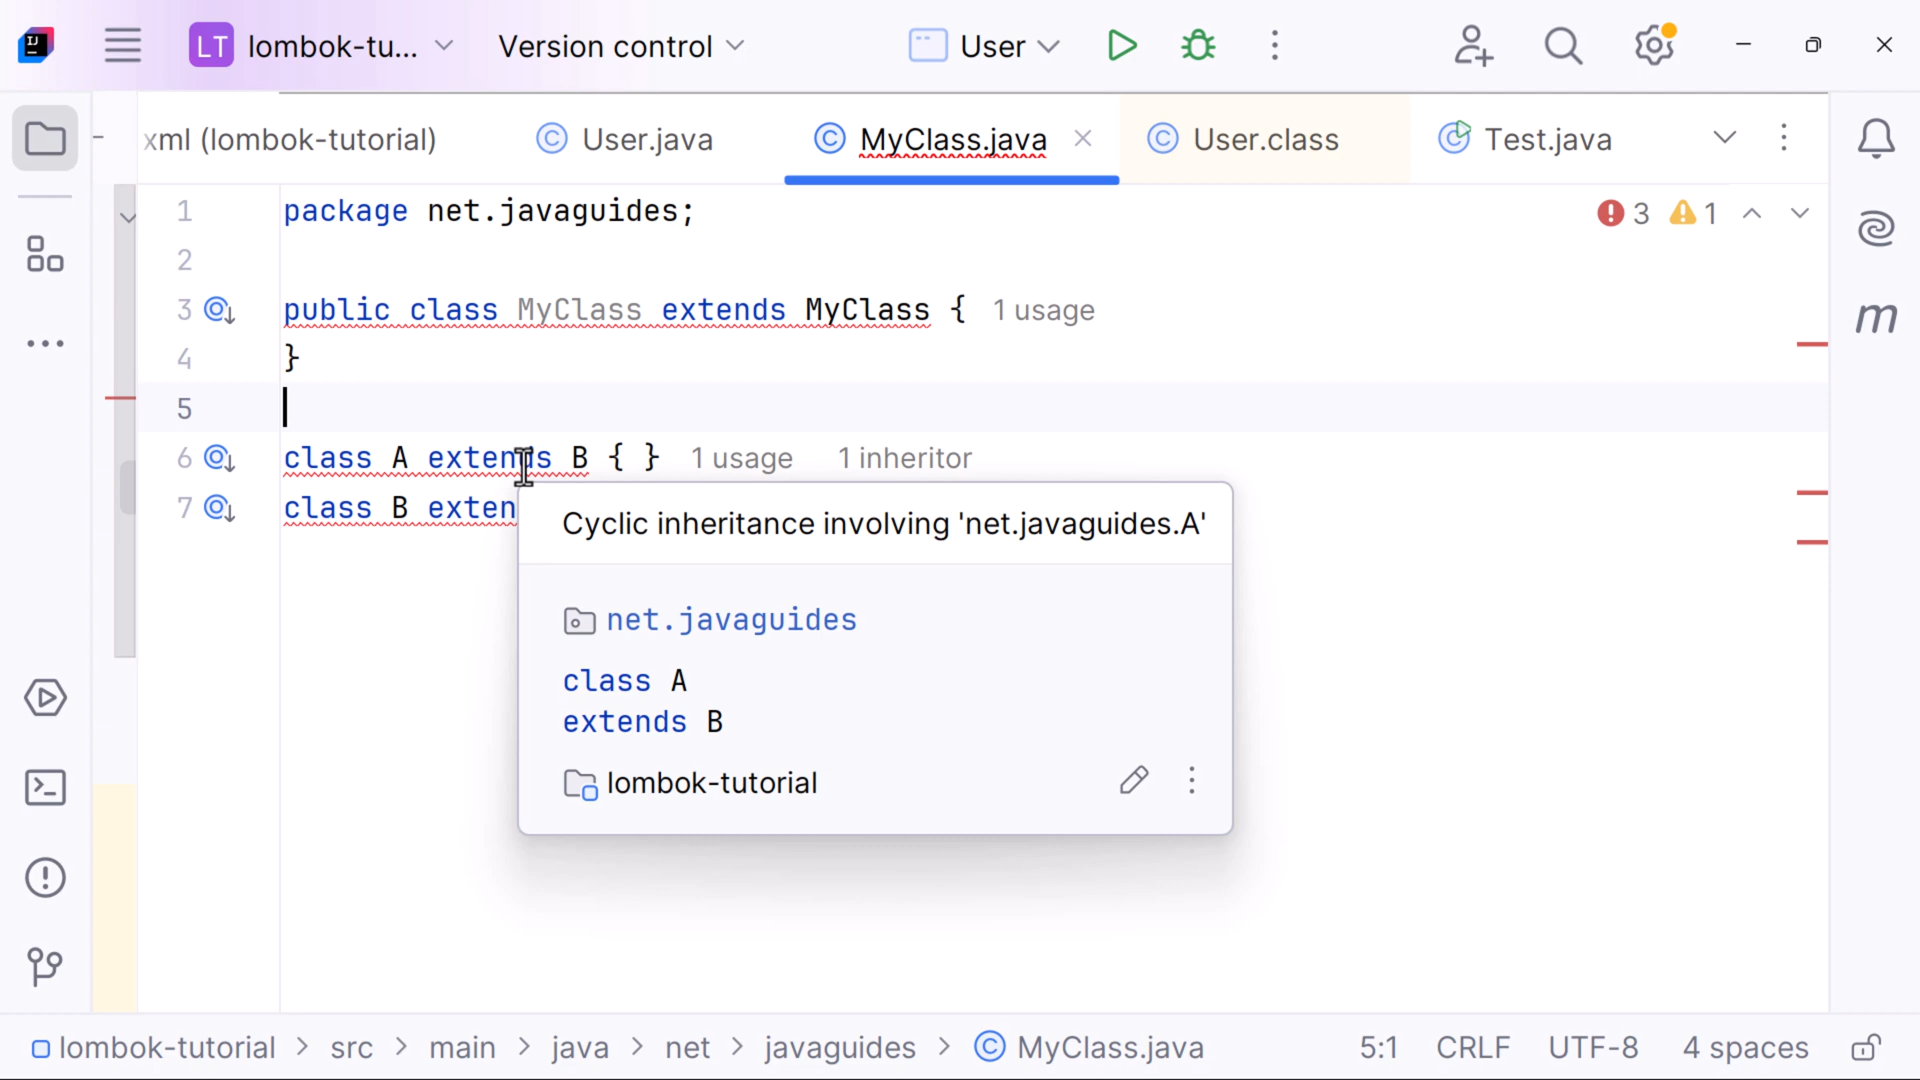 LT lombok-tu... Version control User
xml (lombok-tutorial) User.java MyClass.java User.class Test.java
1 package net.javaguides; 3 1
2
3 public class MyClass extends MyClass { 1 usage
4 }
5
6 class A extends B { } 1 usage 1 inheritor
7 class B exten
Cyclic inheritance involving 'net.javaguides.A'
net.javaguides
class A
extends B
lombok-tutorial
lombok-tutorial > src > main > java > net > javaguides > MyClass.java 5:1 CRLF UTF-8 4 spaces